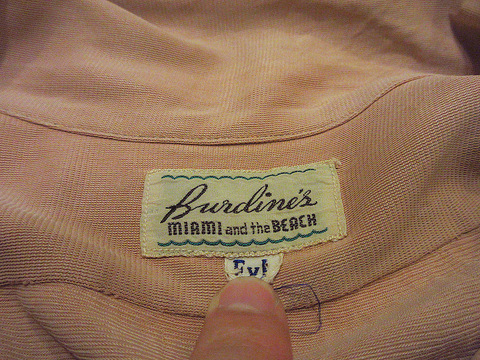 Burdine's
MIAMI and the BEACH